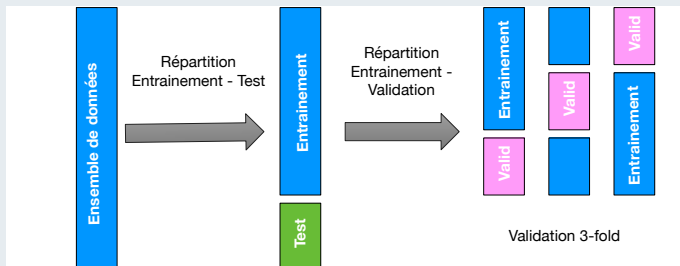 Ensemble de données
Répartition
Entrainement - Test
Entrainement
Test
Répartition
Entrainement -
Validation
Entrainement
Valid
Valid
Valid
Entrainement
Validation 3-fold